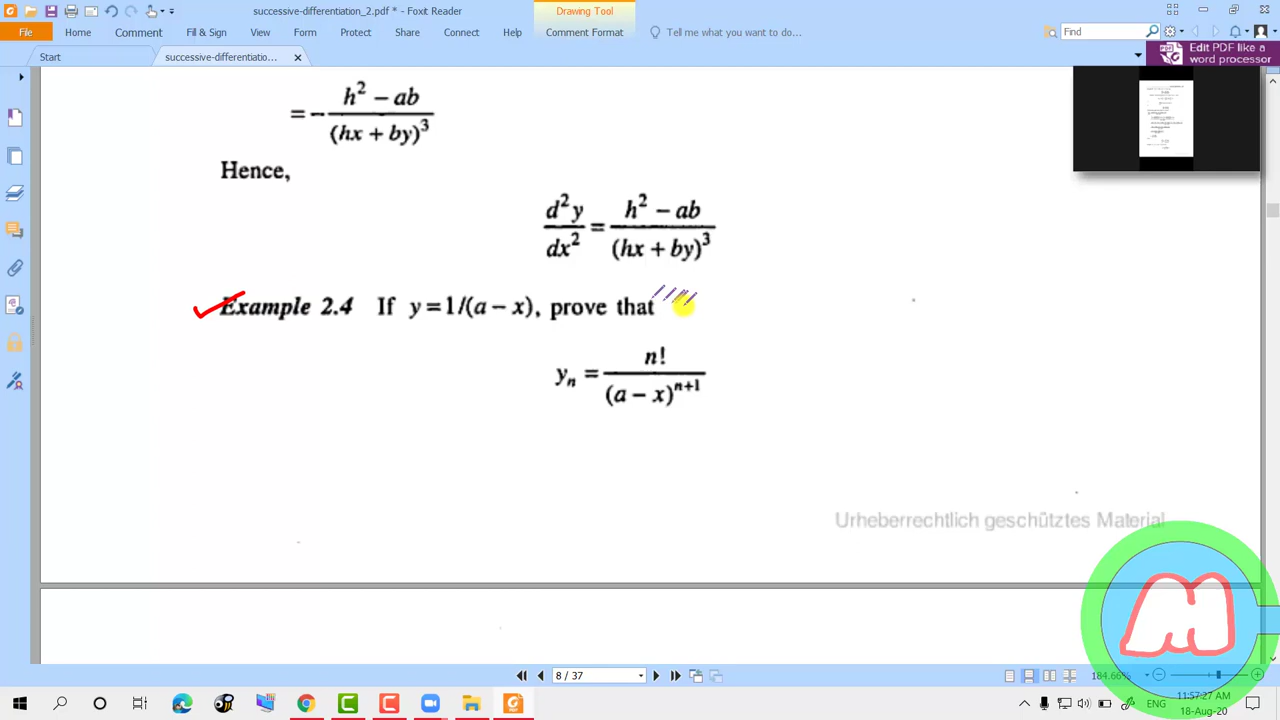 successive-differentiation_2.pdf * - Foxit Reader
Drawing Tool
Find
File Home Comment Fill & Sign View Form Protect Share Connect Help Comment Format Tell me what you want to do...
Edit PDF like a
word processor
Start successive-differentiatio...
= - h² − ab / (hx + by)³
Hence,
d²y/dx² = h² − ab / (hx + by)³
Example 2.4 If y = 1/(a − x), prove that
yₙ = n! / (a − x)ⁿ⁺¹
Urheberrechtlich geschütztes Material
8 / 37
184.66%
ENG
11:57:27 AM
18-Aug-20